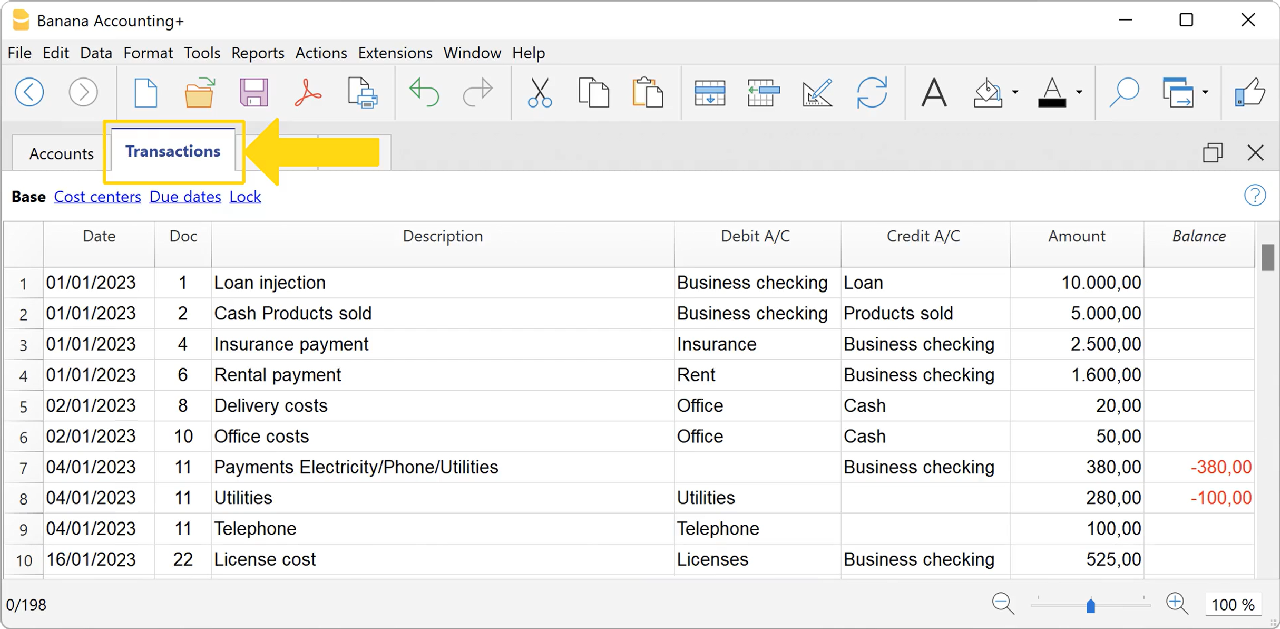 Banana Accounting+
File Edit Data Format Tools Reports Actions Extensions Window Help
Accounts Transactions
Base Cost centers Due dates Lock
Date Doc Description Debit A/C Credit A/C Amount Balance
1 01/01/2023 1 Loan injection Business checking Loan 10.000,00
2 01/01/2023 2 Cash Products sold Business checking Products sold 5.000,00
3 01/01/2023 4 Insurance payment Insurance Business checking 2.500,00
4 01/01/2023 6 Rental payment Rent Business checking 1.600,00
5 02/01/2023 8 Delivery costs Office Cash 20,00
6 02/01/2023 10 Office costs Office Cash 50,00
7 04/01/2023 11 Payments Electricity/Phone/Utilities Business checking 380,00 -380,00
8 04/01/2023 11 Utilities Utilities 280,00 -100,00
9 04/01/2023 11 Telephone Telephone 100,00
10 16/01/2023 22 License cost Licenses Business checking 525,00
0/198 100 %